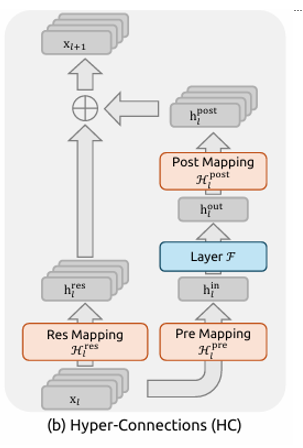 x_{l+1}
h_l^{post}
Post Mapping
ℋ_l^{post}
h_l^{out}
Layer ℱ
h_l^{res}
h_l^{in}
Res Mapping
ℋ_l^{res}
Pre Mapping
ℋ_l^{pre}
x_l
(b) Hyper-Connections (HC)